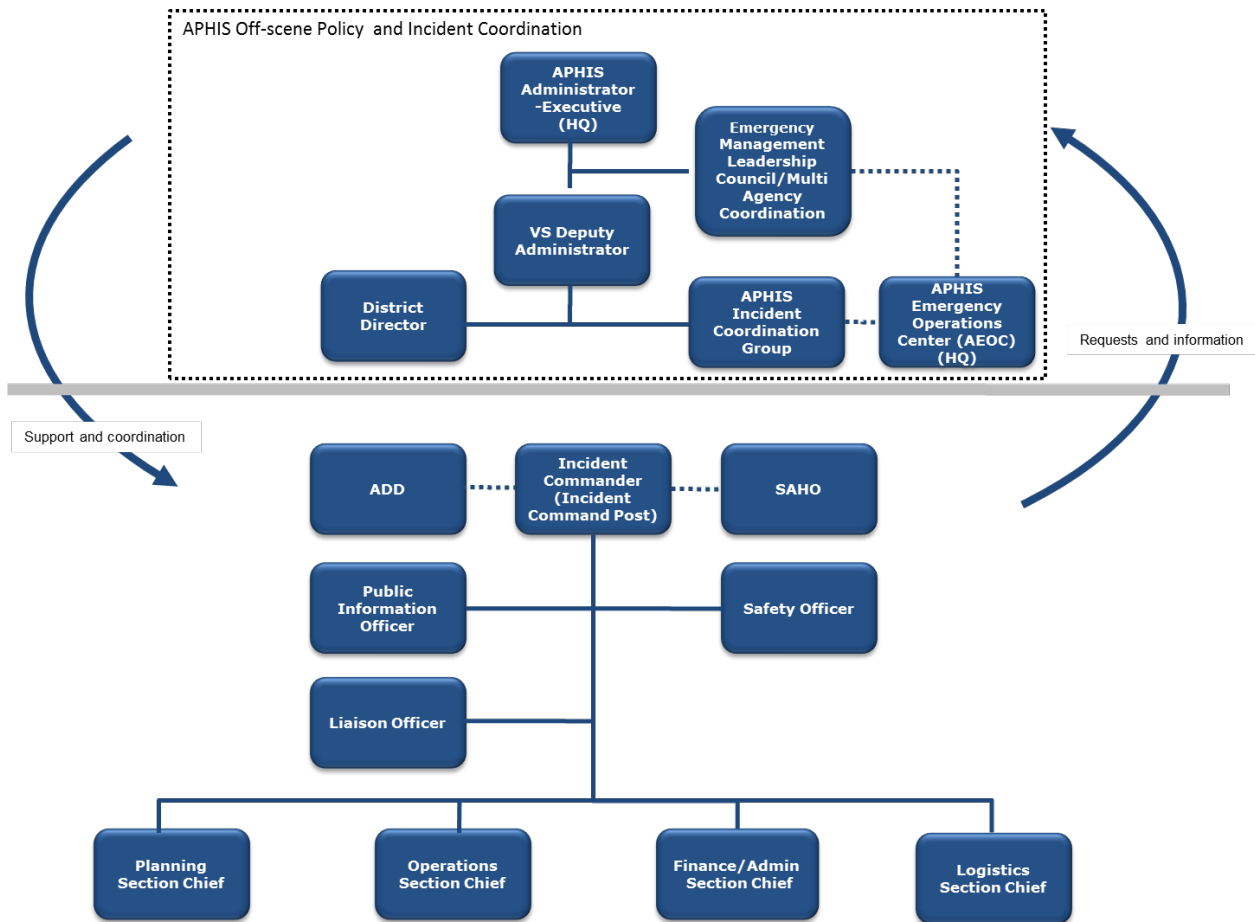 APHIS Off-scene Policy and Incident Coordination
APHIS
Administrator
-Executive
(HQ)
Emergency
Management
Leadership
Council/Multi
Agency
Coordination
VS Deputy
Administrator
District
Director
APHIS
Incident
Coordination
Group
APHIS
Emergency
Operations
Center (AEOC)
(HQ)
Requests and information
Support and coordination
ADD
Incident
Commander
(Incident
Command Post)
SAHO
Public
Information
Officer
Safety Officer
Liaison Officer
Planning
Section Chief
Operations
Section Chief
Finance/Admin
Section Chief
Logistics
Section Chief